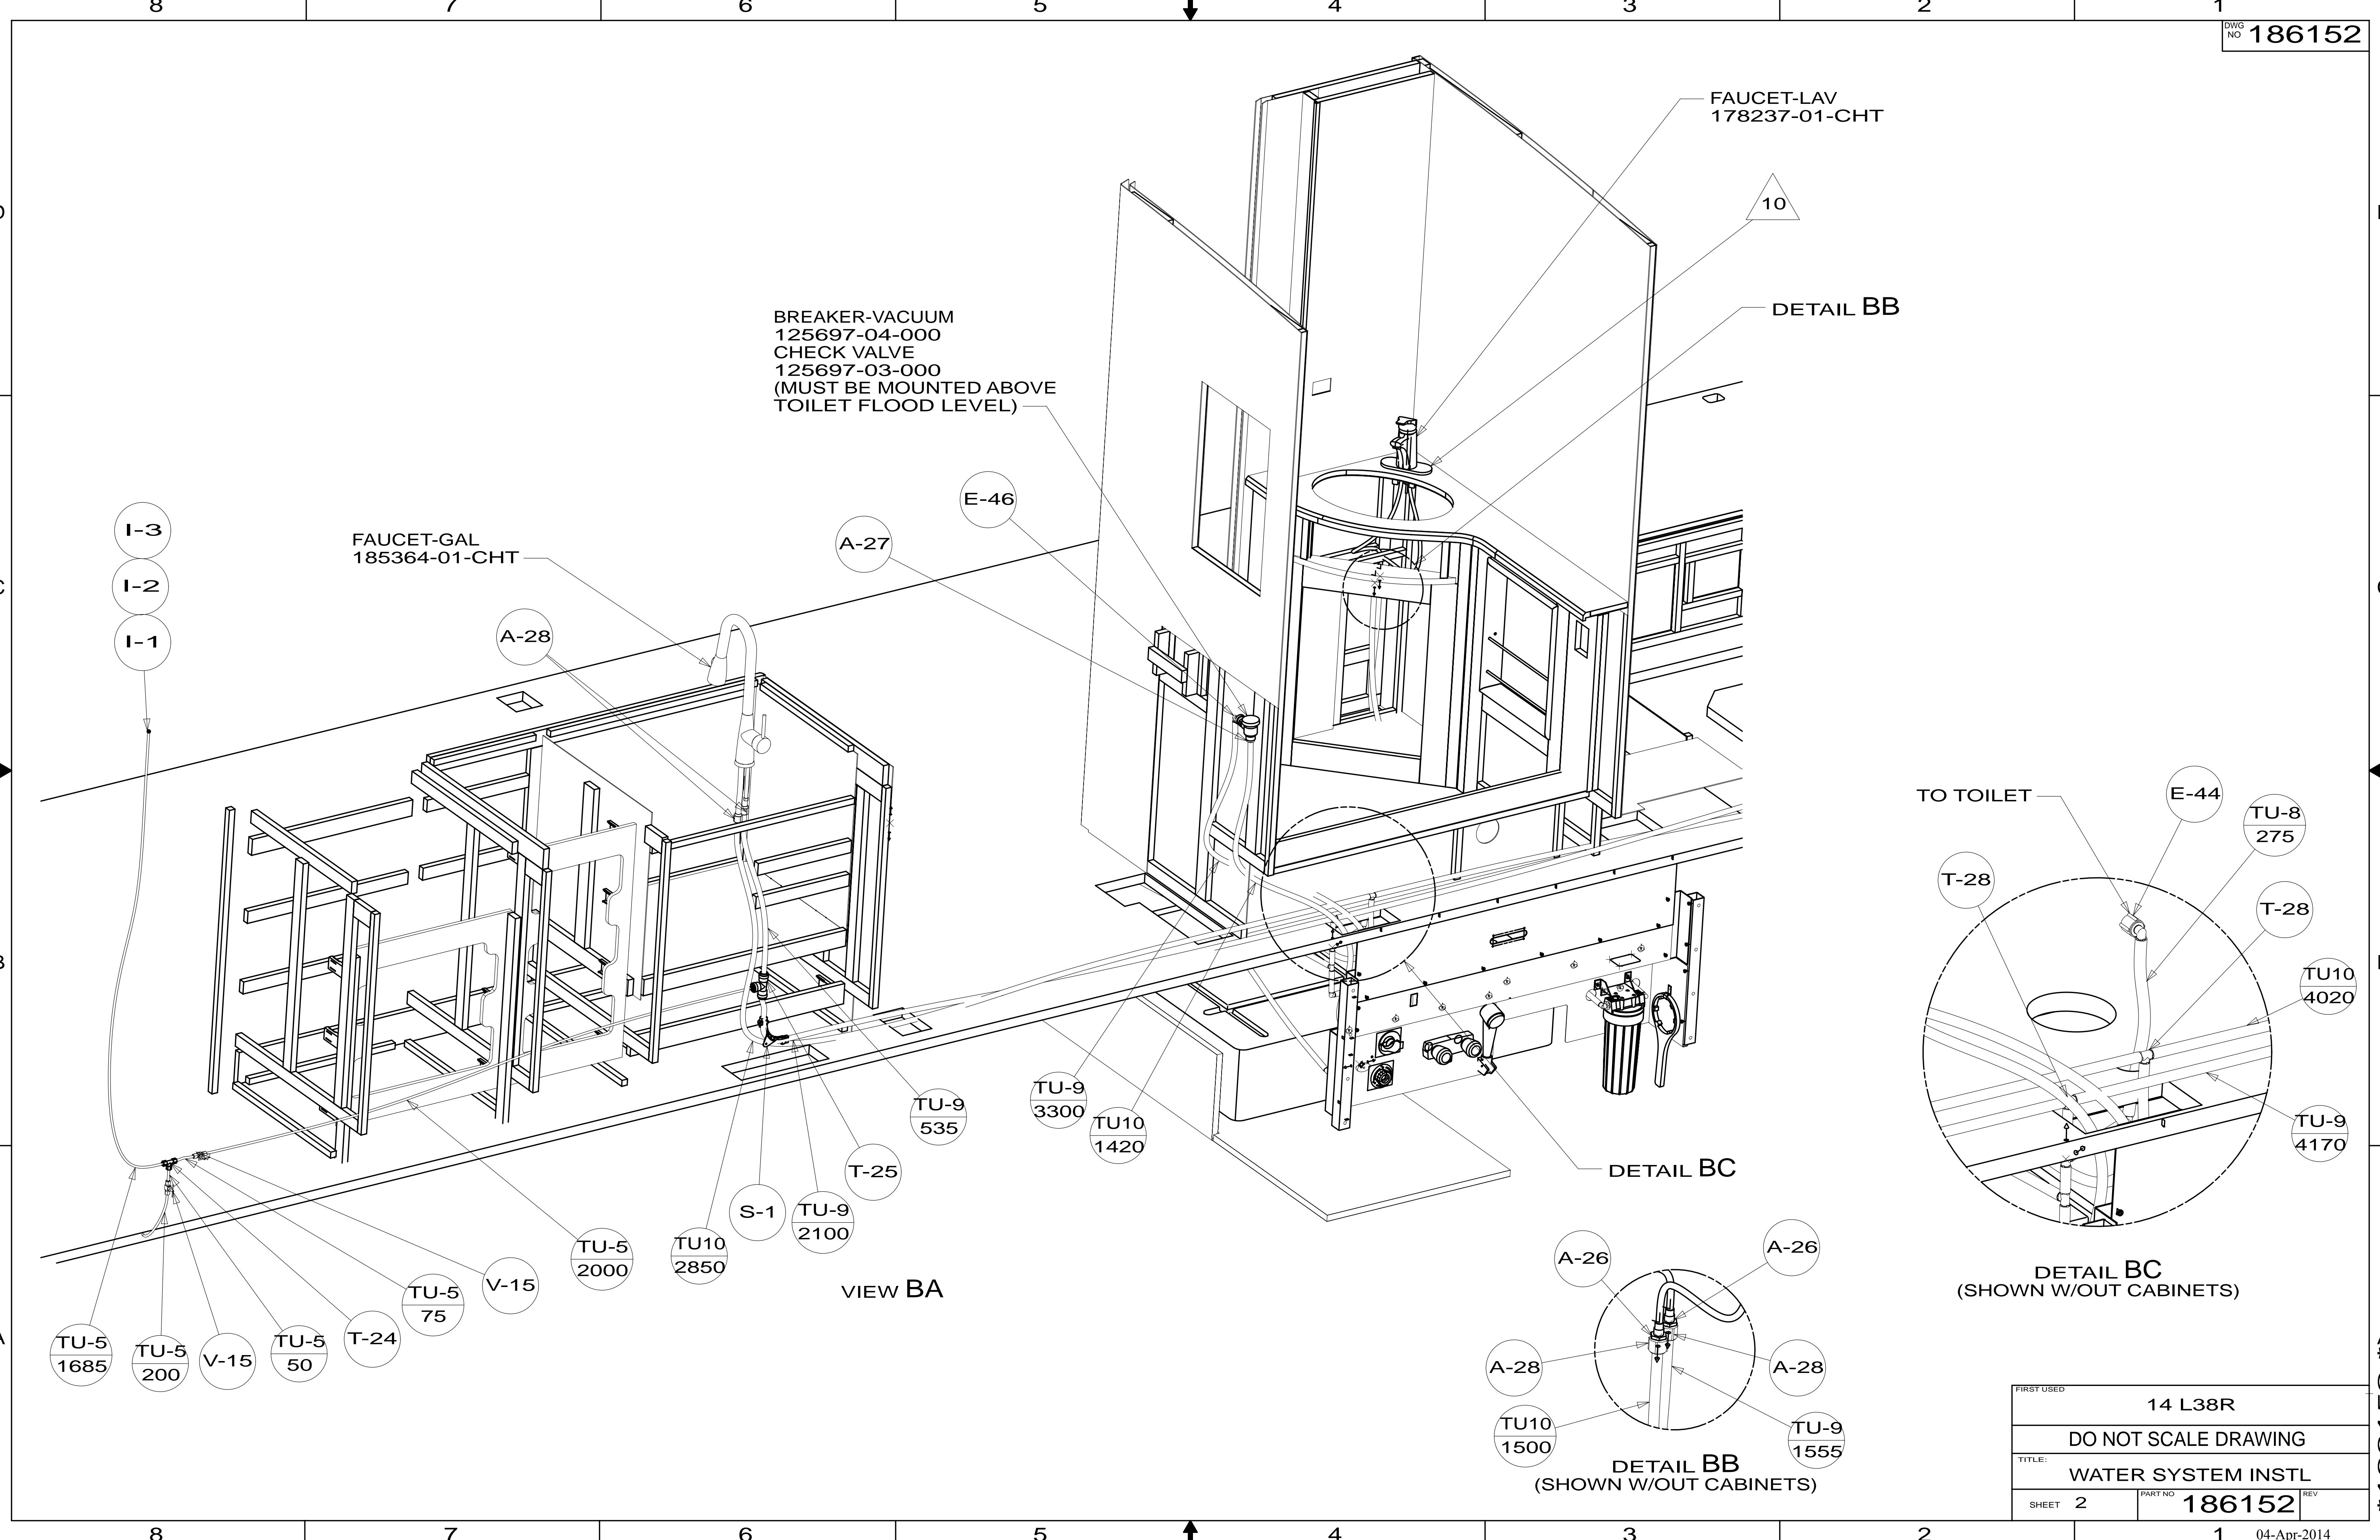 8 7 6 5 4 3 2 1
DWG
NO 186152
FAUCET-LAV
178237-01-CHT
10
DETAIL BB
BREAKER-VACUUM
125697-04-000
CHECK VALVE
125697-03-000
(MUST BE MOUNTED ABOVE
TOILET FLOOD LEVEL)
E-46
A-27
I-3
I-2
I-1
FAUCET-GAL
185364-01-CHT
A-28
TO TOILET
E-44
TU-8
275
T-28
T-28
TU10
4020
TU-9
4170
DETAIL BC
(SHOWN W/OUT CABINETS)
TU-9
535
TU-9
3300
TU10
1420
T-25
DETAIL BC
S-1
TU-9
2100
TU10
2850
TU-5
2000
V-15
TU-5
75
VIEW BA
TU-5
1685
TU-5
200
V-15
TU-5
50
T-24
A-26
A-26
A-28
A-28
TU10
1500
TU-9
1555
DETAIL BB
(SHOWN W/OUT CABINETS)
FIRST USED
14 L38R
DO NOT SCALE DRAWING
TITLE:
WATER SYSTEM INSTL
SHEET 2
PART NO 186152 REV
8 7 6 5 4 3 2 1
04-Apr-2014